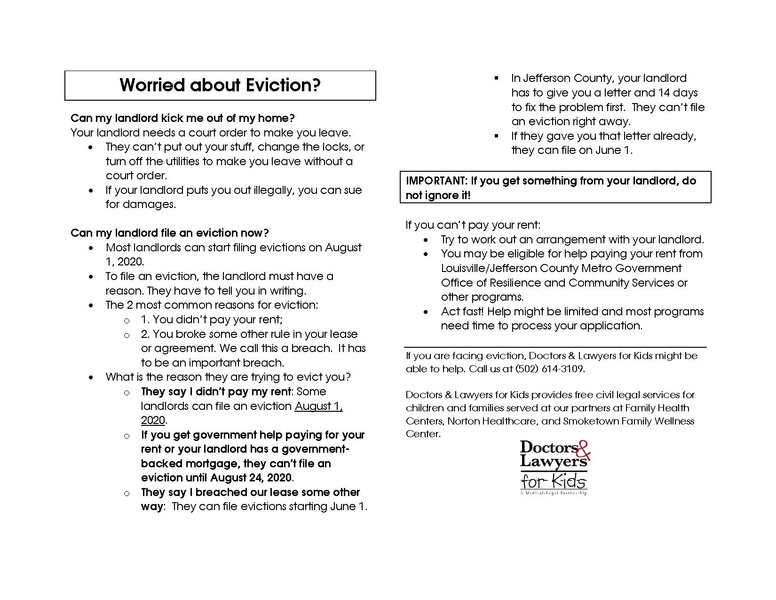 Worried about Eviction?
Can my landlord kick me out of my home?
Your landlord needs a court order to make you leave.
• They can't put out your stuff, change the locks, or
turn off the utilities to make you leave without a
court order.
• If your landlord puts you out illegally, you can sue
for damages.
Can my landlord file an eviction now?
• Most landlords can start filing evictions on August
1, 2020.
• To file an eviction, the landlord must have a
reason. They have to tell you in writing.
• The 2 most common reasons for eviction:
o 1. You didn't pay your rent;
o 2. You broke some other rule in your lease
or agreement. We call this a breach. It has
to be an important breach.
• What is the reason they are trying to evict you?
o They say I didn't pay my rent: Some
landlords can file an eviction August 1,
2020.
o If you get government help paying for your
rent or your landlord has a government-
backed mortgage, they can't file an
eviction until August 24, 2020.
o They say I breached our lease some other
way: They can file evictions starting June 1.
▪ In Jefferson County, your landlord
has to give you a letter and 14 days
to fix the problem first. They can't file
an eviction right away.
▪ If they gave you that letter already,
they can file on June 1.
IMPORTANT: If you get something from your landlord, do
not ignore it!
If you can't pay your rent:
• Try to work out an arrangement with your landlord.
• You may be eligible for help paying your rent from
Louisville/Jefferson County Metro Government
Office of Resilience and Community Services or
other programs.
• Act fast! Help might be limited and most programs
need time to process your application.
If you are facing eviction, Doctors & Lawyers for Kids might be
able to help. Call us at (502) 614-3109.
Doctors & Lawyers for Kids provides free civil legal services for
children and families served at our partners at Family Health
Centers, Norton Healthcare, and Smoketown Family Wellness
Center.
Doctors&
Lawyers
for Kids
A Medical-Legal Partnership